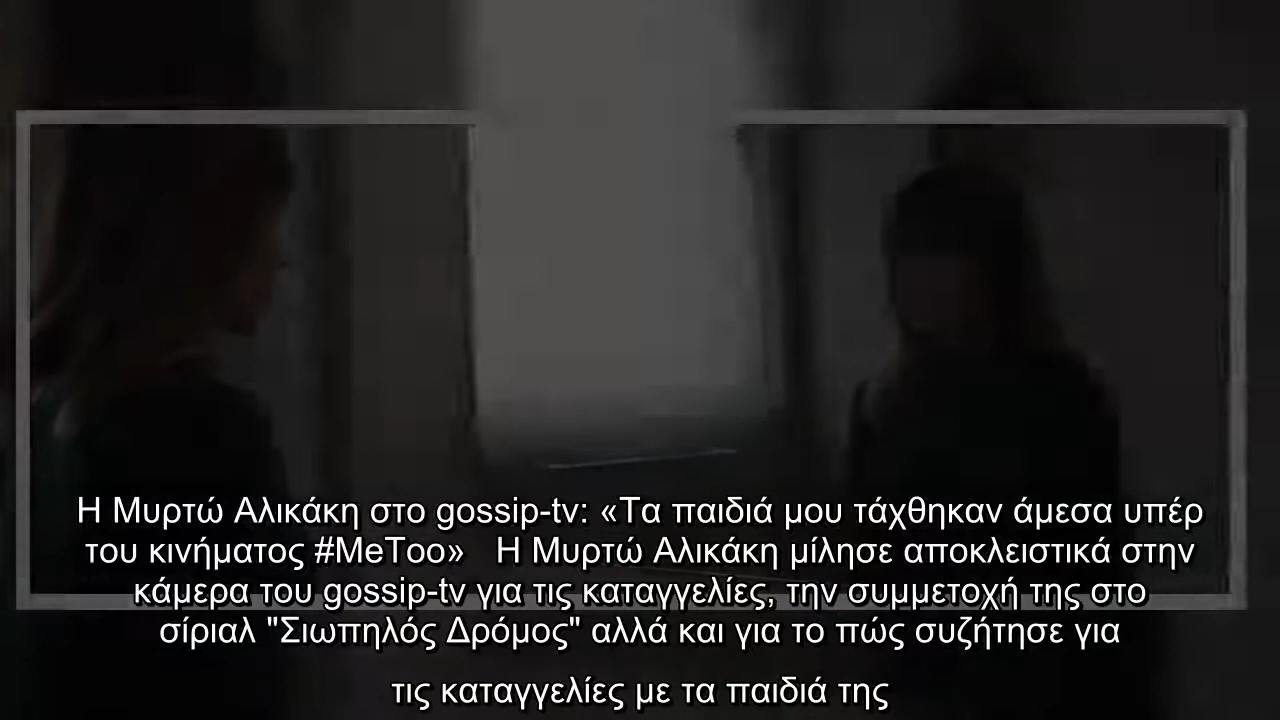 Η Μυρτώ Αλικάκη στο gossip-tv: «Τα παιδιά μου τάχθηκαν άμεσα υπέρ
του κινήματος #MeToo»   Η Μυρτώ Αλικάκη μίλησε αποκλειστικά στην
κάμερα του gossip-tv για τις καταγγελίες, την συμμετοχή της στο
σίριαλ "Σιωπηλός Δρόμος" αλλά και για το πώς συζήτησε για
τις καταγγελίες με τα παιδιά της